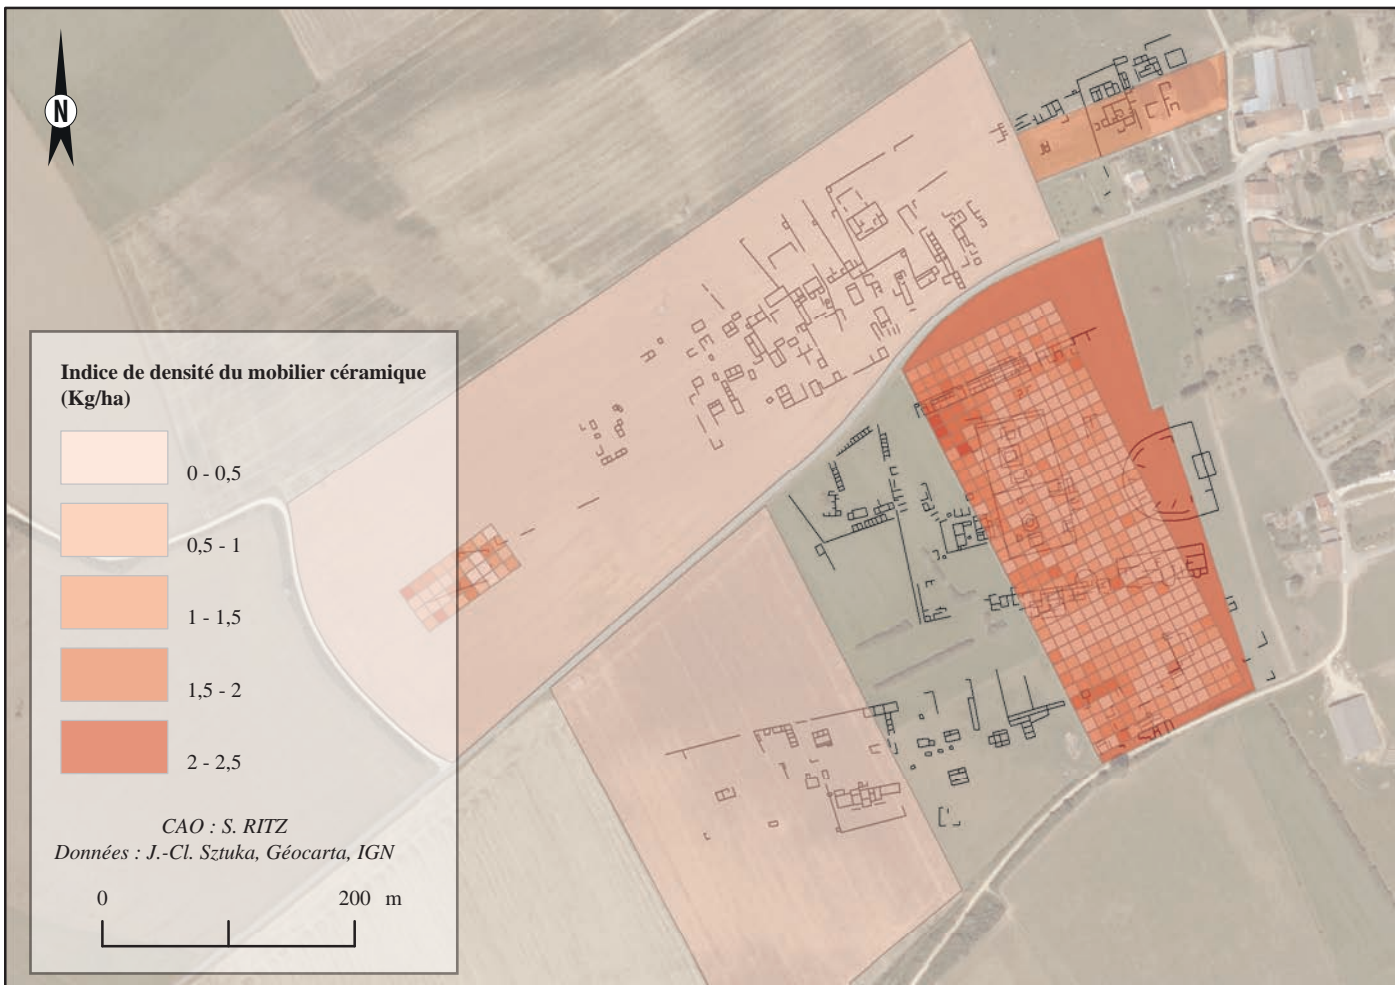 N
Indice de densité du mobilier céramique
(Kg/ha)
0 - 0,5
0,5 - 1
1 - 1,5
1,5 - 2
2 - 2,5
CAO : S. RITZ
Données : J.-Cl. Sztuka, Géocarta, IGN
0 200 m